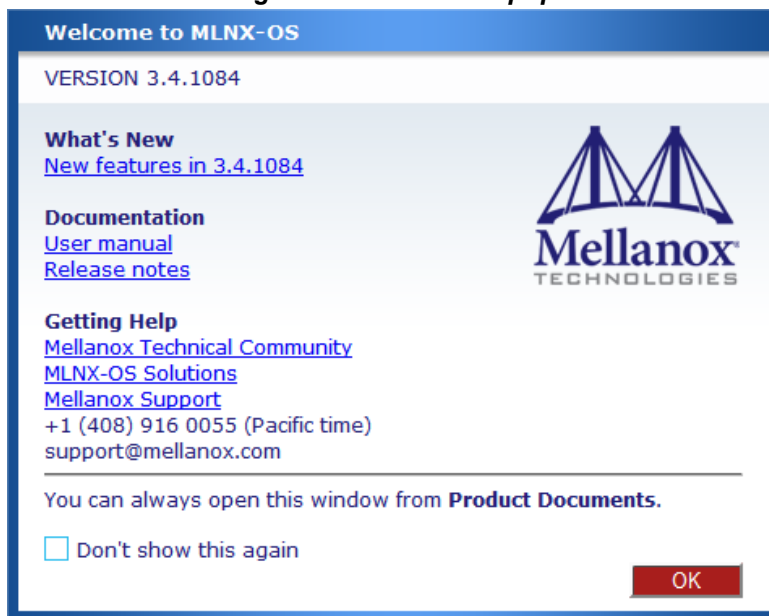 Welcome to MLNX-OS
VERSION 3.4.1084
What's New
New features in 3.4.1084
Documentation
User manual
Release notes
Mellanox
TECHNOLOGIES
Getting Help
Mellanox Technical Community
MLNX-OS Solutions
Mellanox Support
+1 (408) 916 0055 (Pacific time)
support@mellanox.com
You can always open this window from Product Documents.
Don't show this again
OK